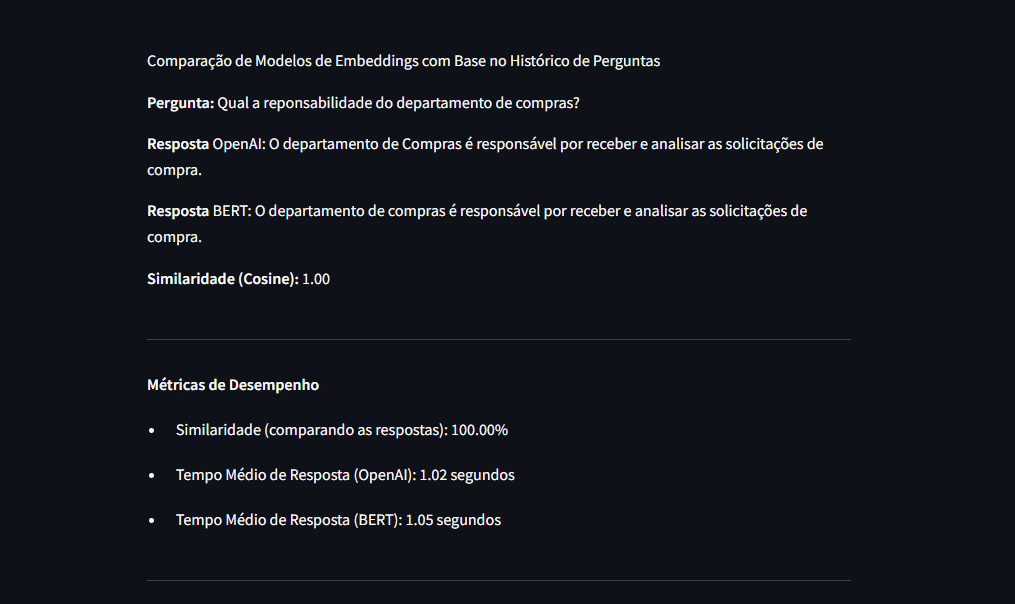 Comparação de Modelos de Embeddings com Base no Histórico de Perguntas
Pergunta: Qual a reponsabilidade do departamento de compras?
Resposta OpenAI: O departamento de Compras é responsável por receber e analisar as solicitações de
compra.
Resposta BERT: O departamento de compras é responsável por receber e analisar as solicitações de
compra.
Similaridade (Cosine): 1.00
Métricas de Desempenho
• Similaridade (comparando as respostas): 100.00%
• Tempo Médio de Resposta (OpenAI): 1.02 segundos
• Tempo Médio de Resposta (BERT): 1.05 segundos